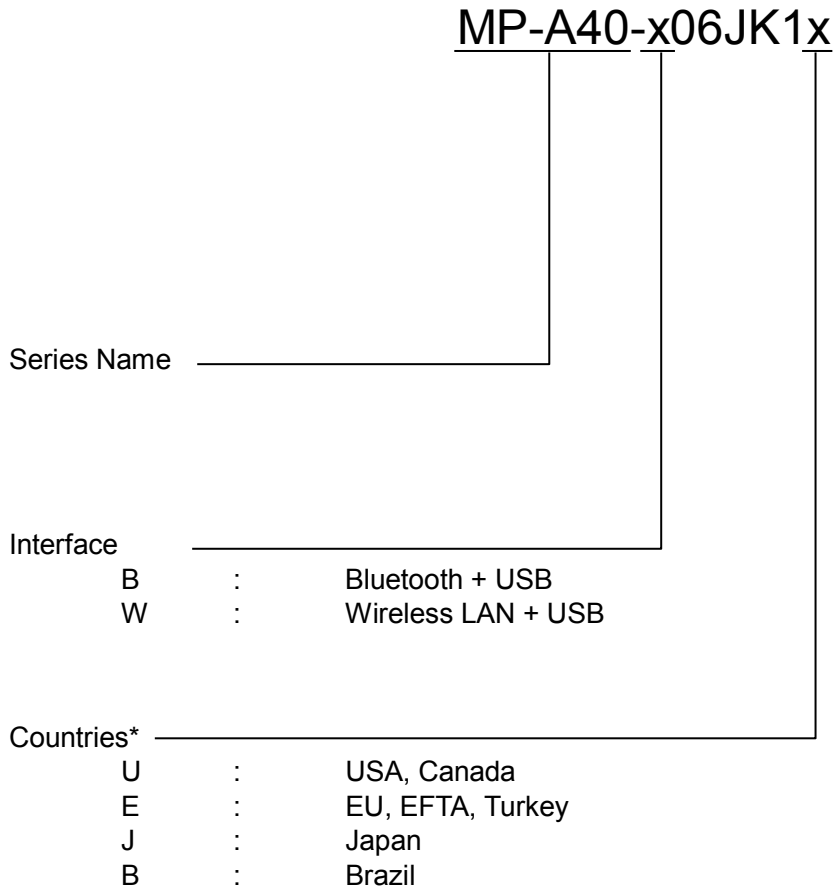 MP-A40-x06JK1x
Series Name
Interface
B : Bluetooth + USB
W : Wireless LAN + USB
Countries*
U : USA, Canada
E : EU, EFTA, Turkey
J : Japan
B : Brazil